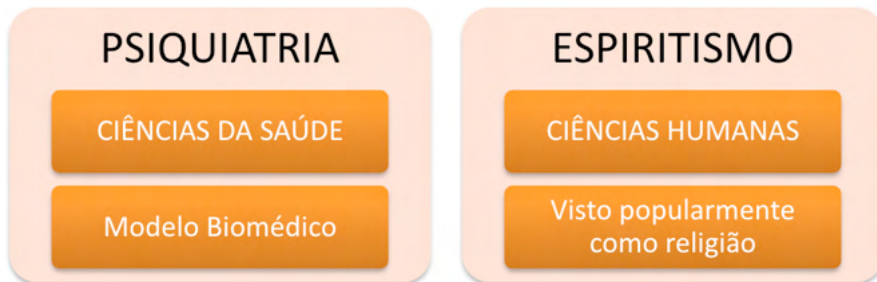 PSIQUIATRIA
CIÊNCIAS DA SAÚDE
Modelo Biomédico
ESPIRITISMO
CIÊNCIAS HUMANAS
Visto popularmente
como religião